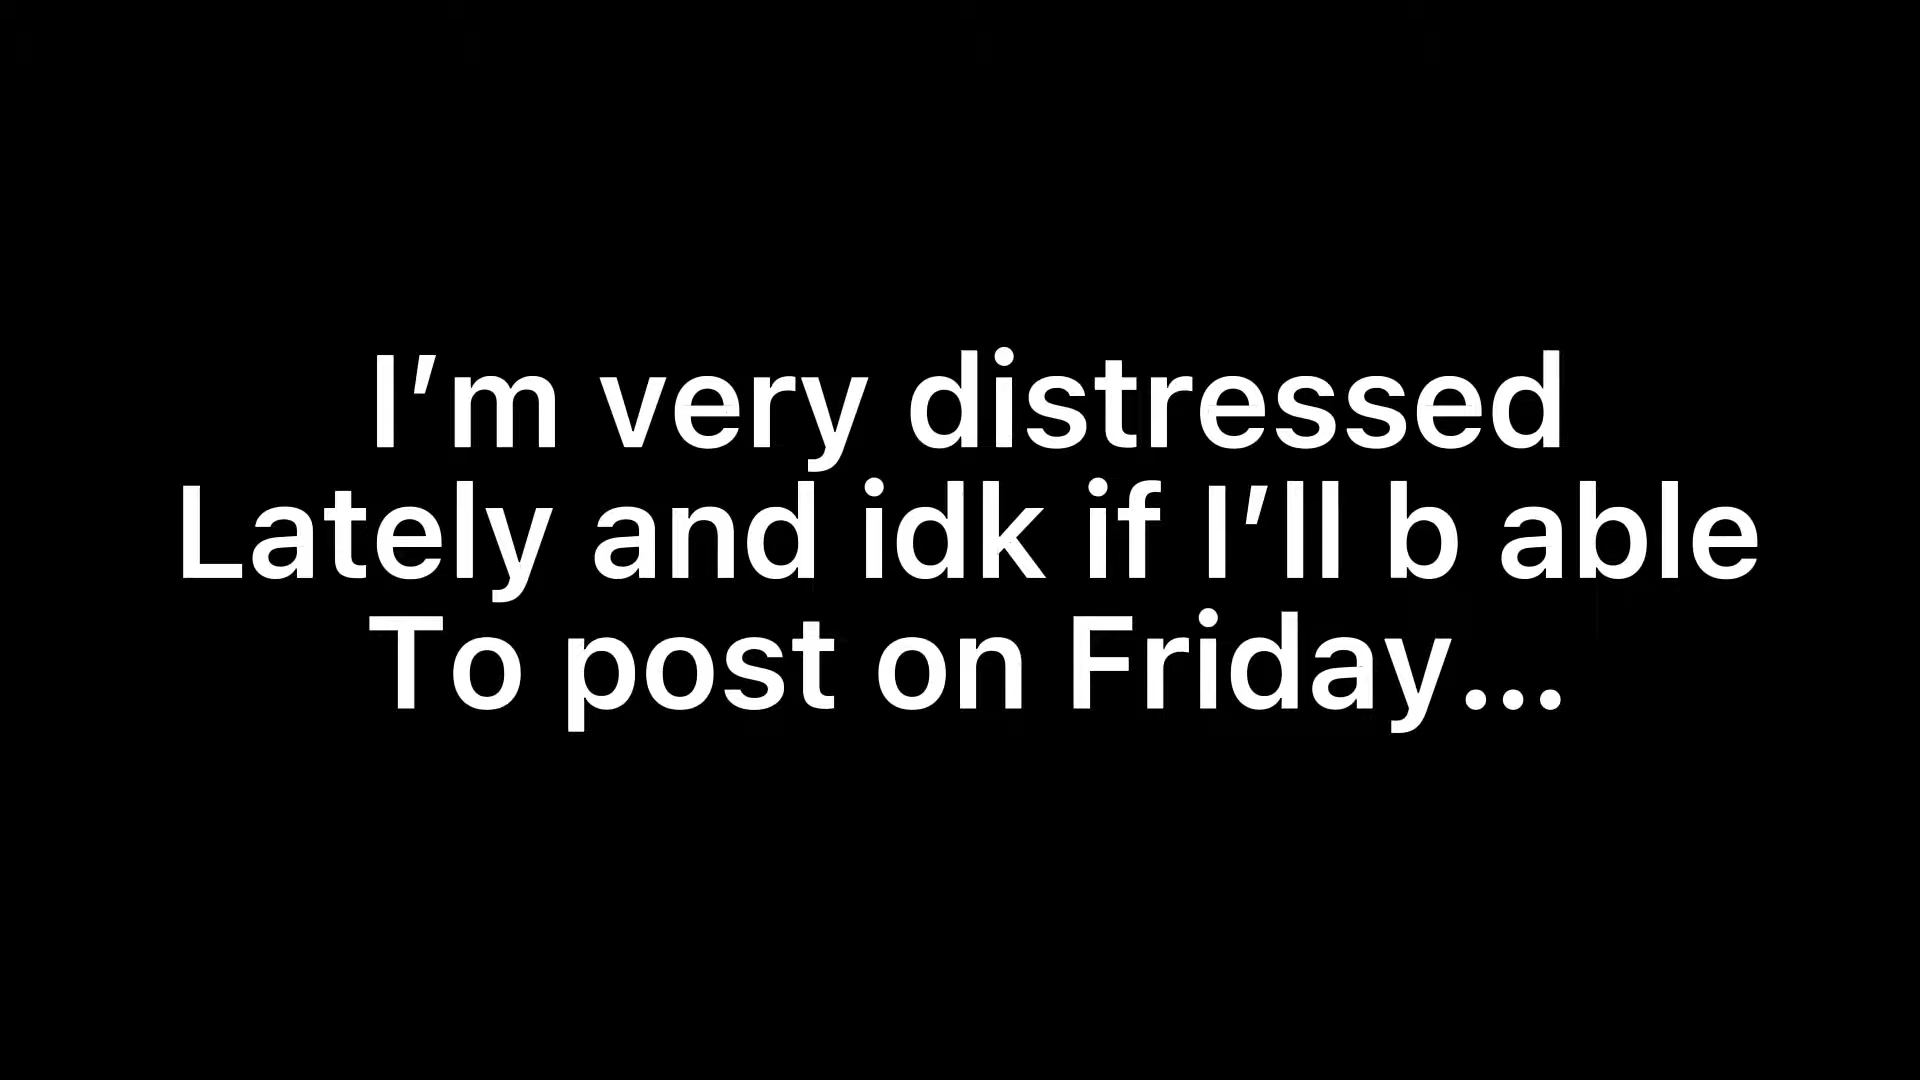 I’m very distressed
Lately and idk if I’ll b able
To post on Friday...